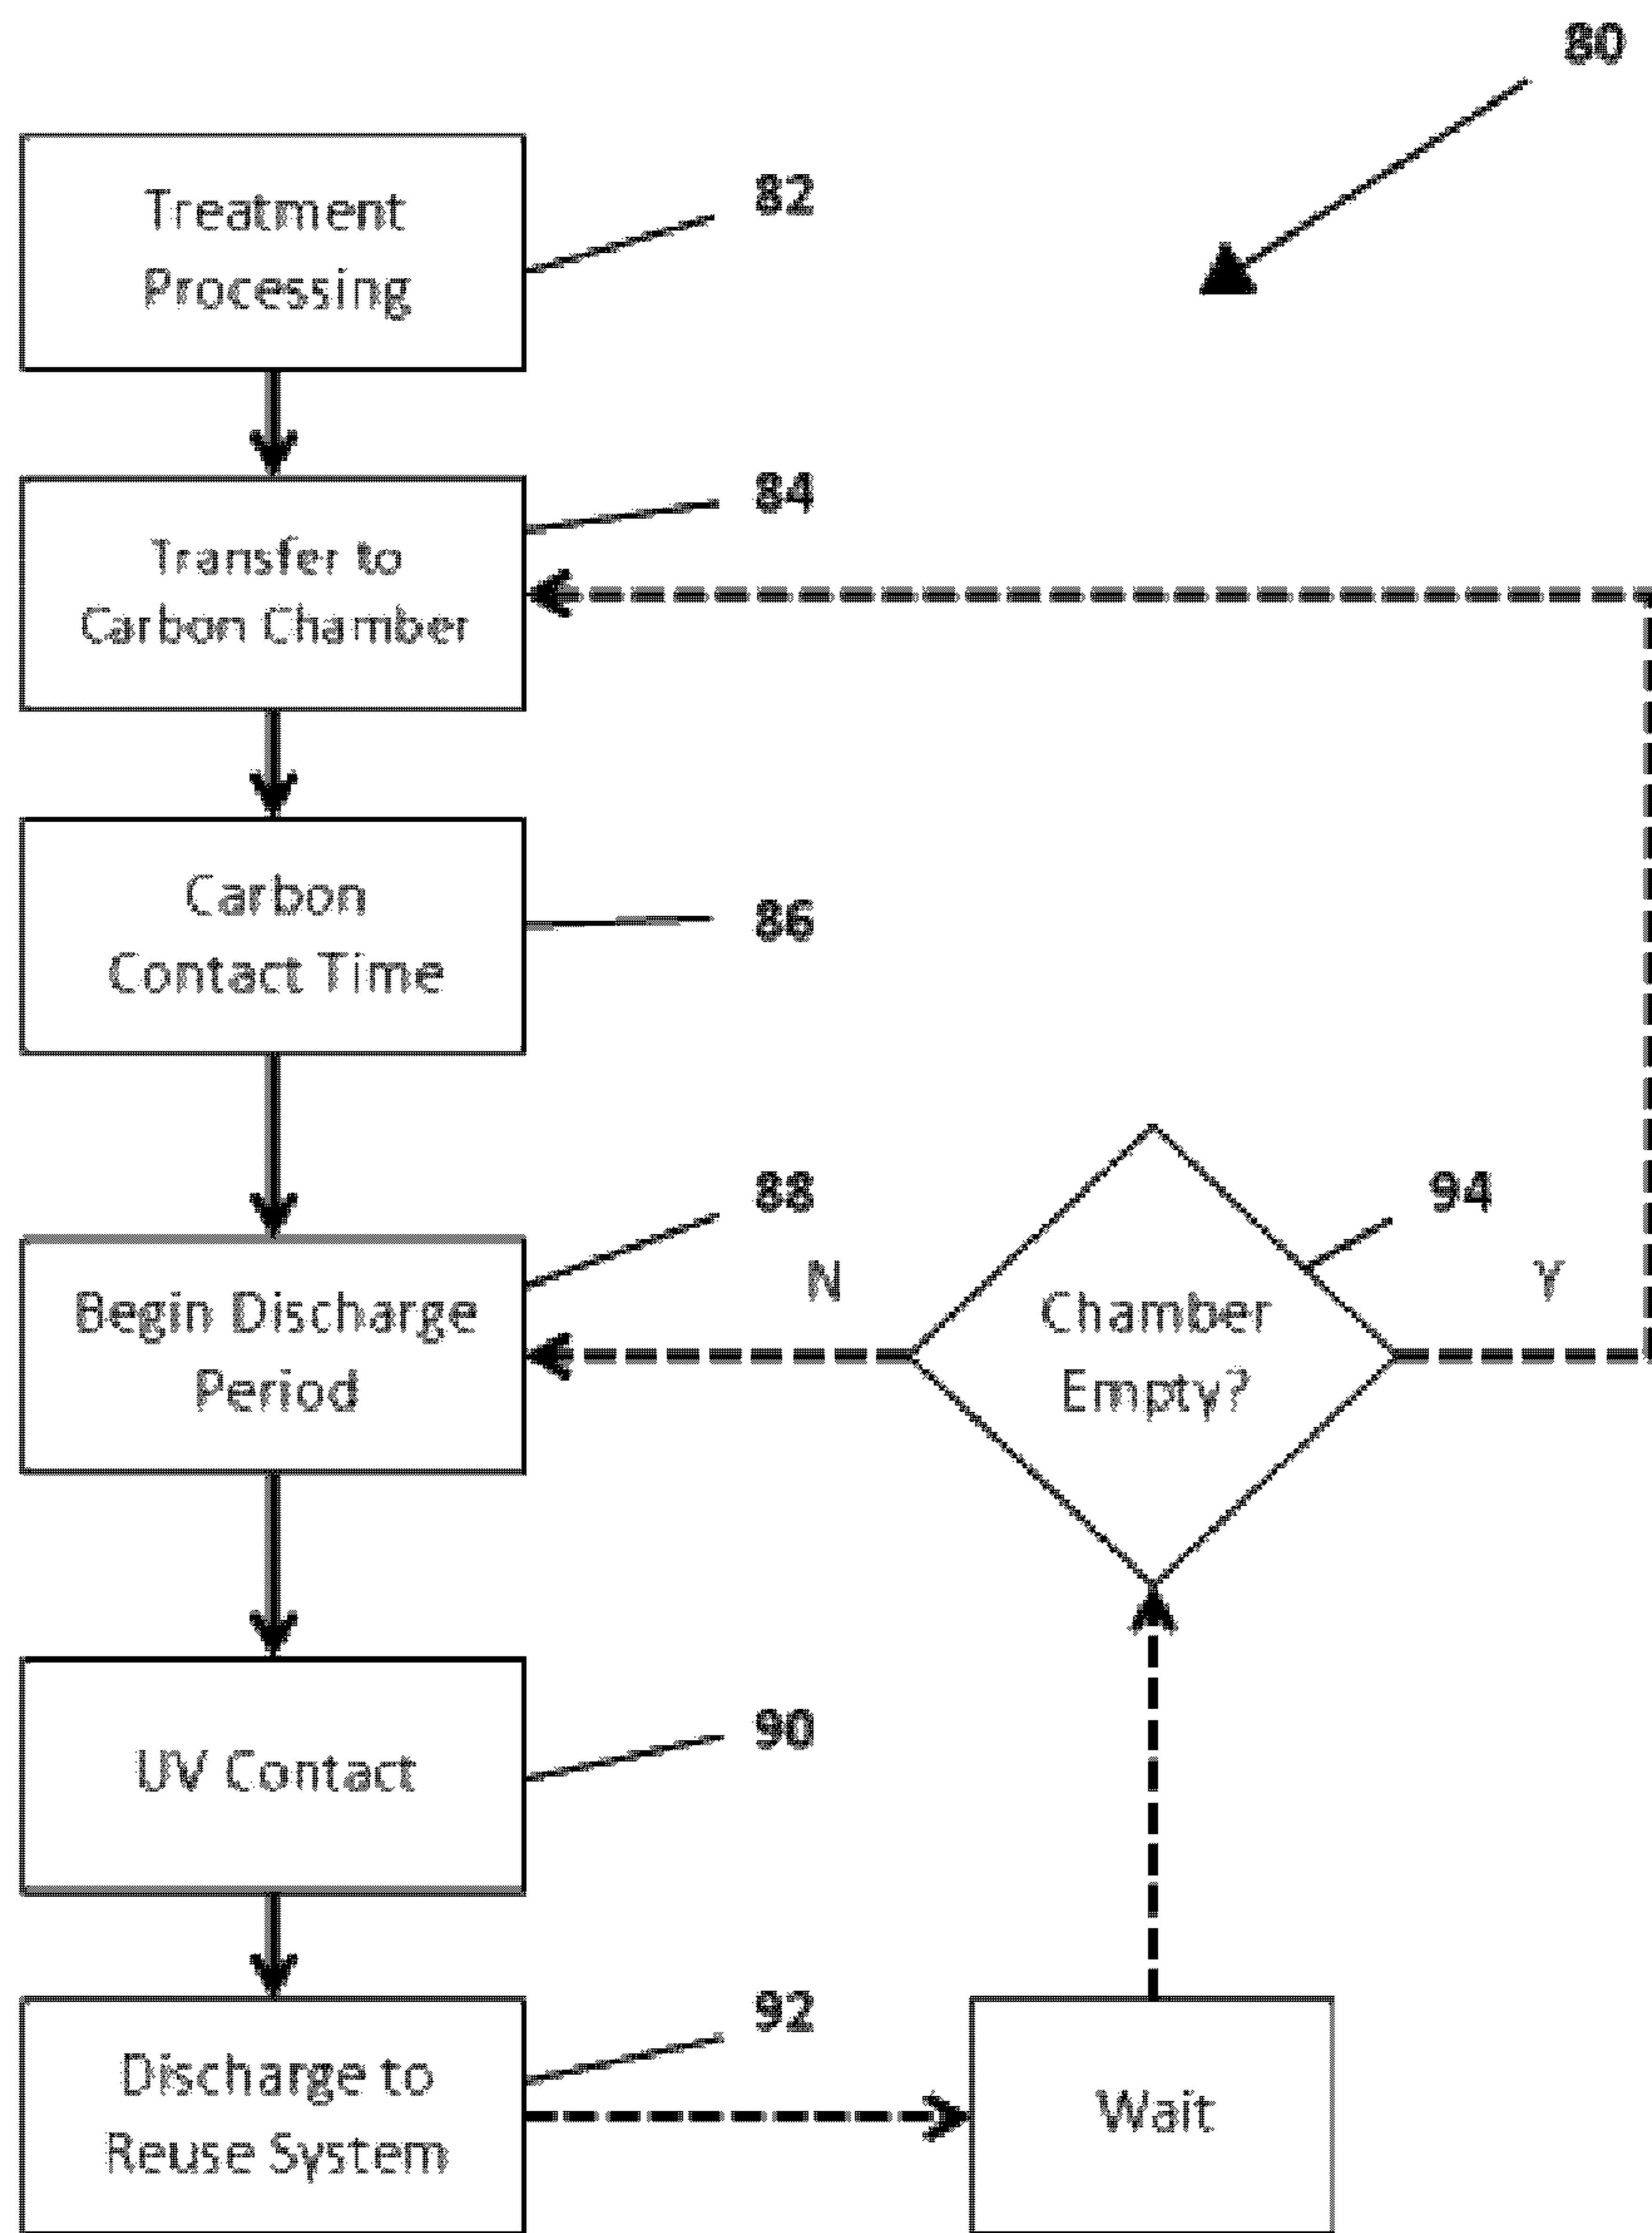 80
Treatment
Processing
82
Transfer to
Carbon Chamber
84
Carbon
Contact Time
86
Begin Discharge
Period
88
N
Chamber
Empty?
94
Y
UV Contact
90
Discharge to
Reuse System
92
Wait